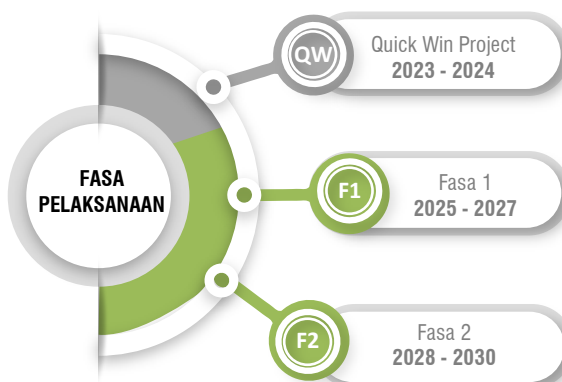 FASA
PELAKSANAAN
QW
Quick Win Project
2023 - 2024
F1
Fasa 1
2025 - 2027
F2
Fasa 2
2028 - 2030